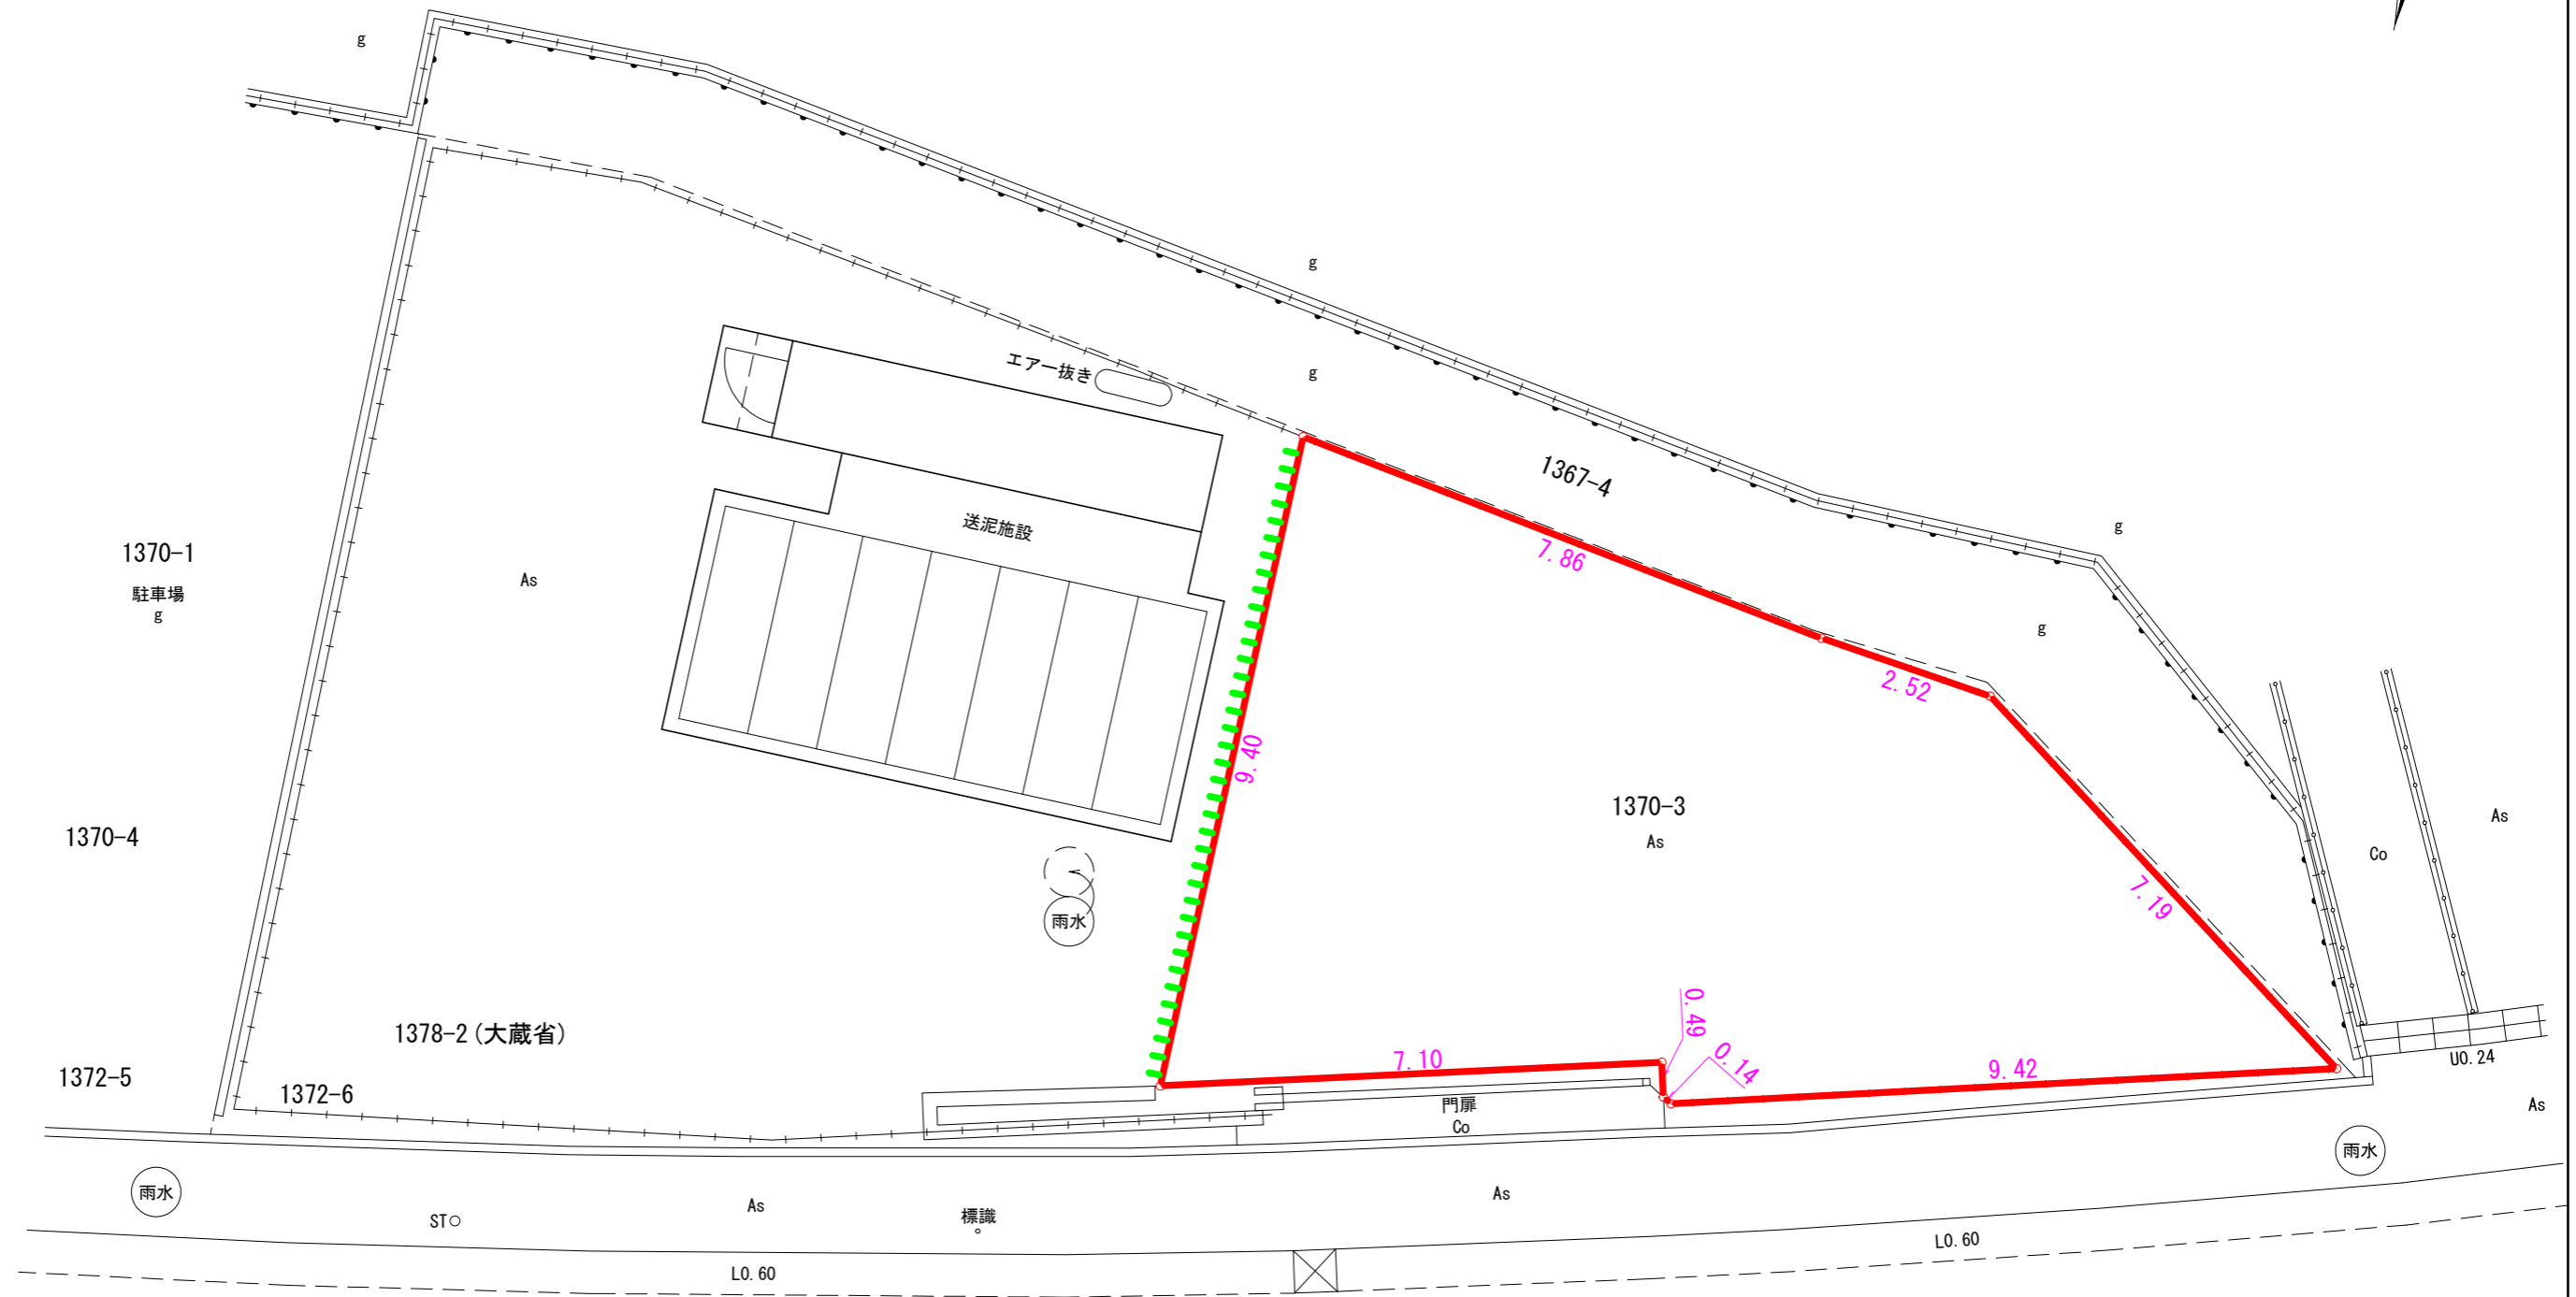 g
g
エアー抜き
g
1367-4
送泥施設
7.86
g
1370-1
駐車場
g
As
g
2.52
9.40
1370-3
As
As
1370-4
Co
7.19
雨水
0.49
1378-2(大蔵省)
0.14
7.10
9.42
U0.24
1372-5
1372-6
門扉
Co
As
雨水
雨水
As
As
ST
標識
L0.60
L0.60